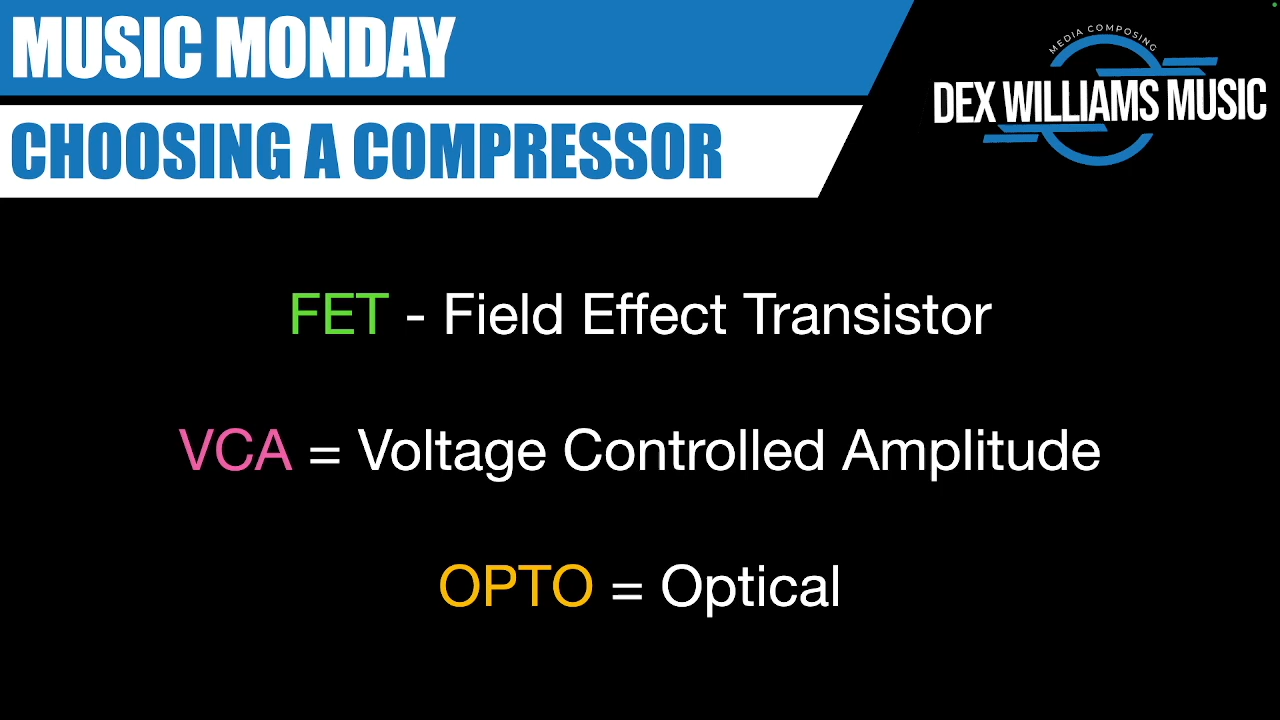 MUSIC MONDAY
CHOOSING A COMPRESSOR
MEDIA COMPOSING
DEX WILLIAMS MUSIC
FET - Field Effect Transistor
VCA = Voltage Controlled Amplitude
OPTO = Optical